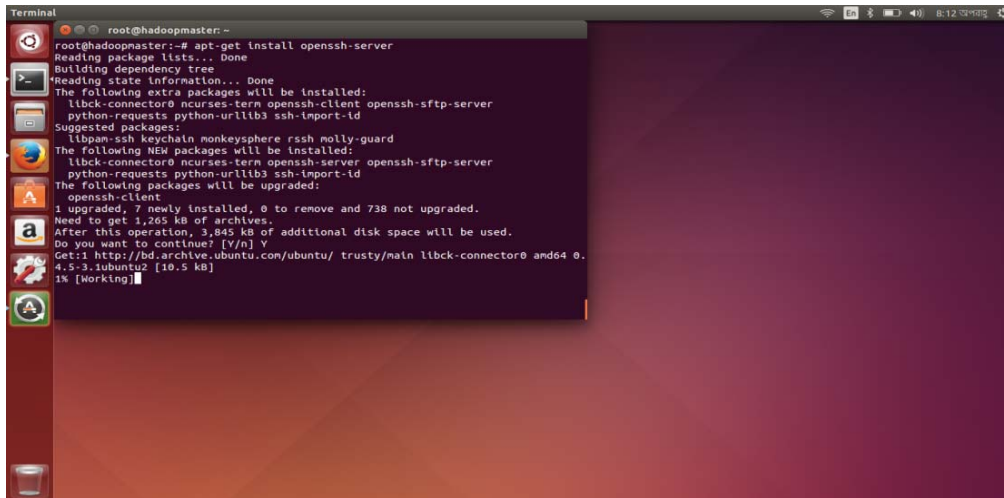 Terminal
En
8:12 অপরাহ্ণ
root@hadoopmaster: ~
root@hadoopmaster:~# apt-get install openssh-server
Reading package lists... Done
Building dependency tree
Reading state information... Done
The following extra packages will be installed:
libck-connector0 ncurses-term openssh-client openssh-sftp-server
python-requests python-urllib3 ssh-import-id
Suggested packages:
libpam-ssh keychain monkeysphere rssh molly-guard
The following NEW packages will be installed:
libck-connector0 ncurses-term openssh-server openssh-sftp-server
python-requests python-urllib3 ssh-import-id
The following packages will be upgraded:
openssh-client
1 upgraded, 7 newly installed, 0 to remove and 738 not upgraded.
Need to get 1,265 kB of archives.
After this operation, 3,845 kB of additional disk space will be used.
Do you want to continue? [Y/n] Y
Get:1 http://bd.archive.ubuntu.com/ubuntu/ trusty/main libck-connector0 amd64 0.
4.5-3.1ubuntu2 [10.5 kB]
1% [Working]